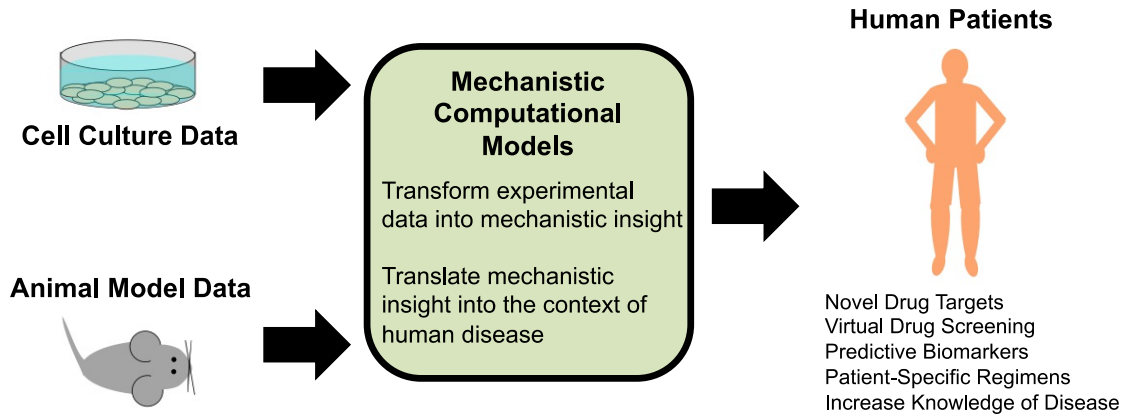 Cell Culture Data
Animal Model Data
Mechanistic
Computational
Models
Transform experimental
data into mechanistic insight
Translate mechanistic
insight into the context of
human disease
Human Patients
Novel Drug Targets
Virtual Drug Screening
Predictive Biomarkers
Patient-Specific Regimens
Increase Knowledge of Disease